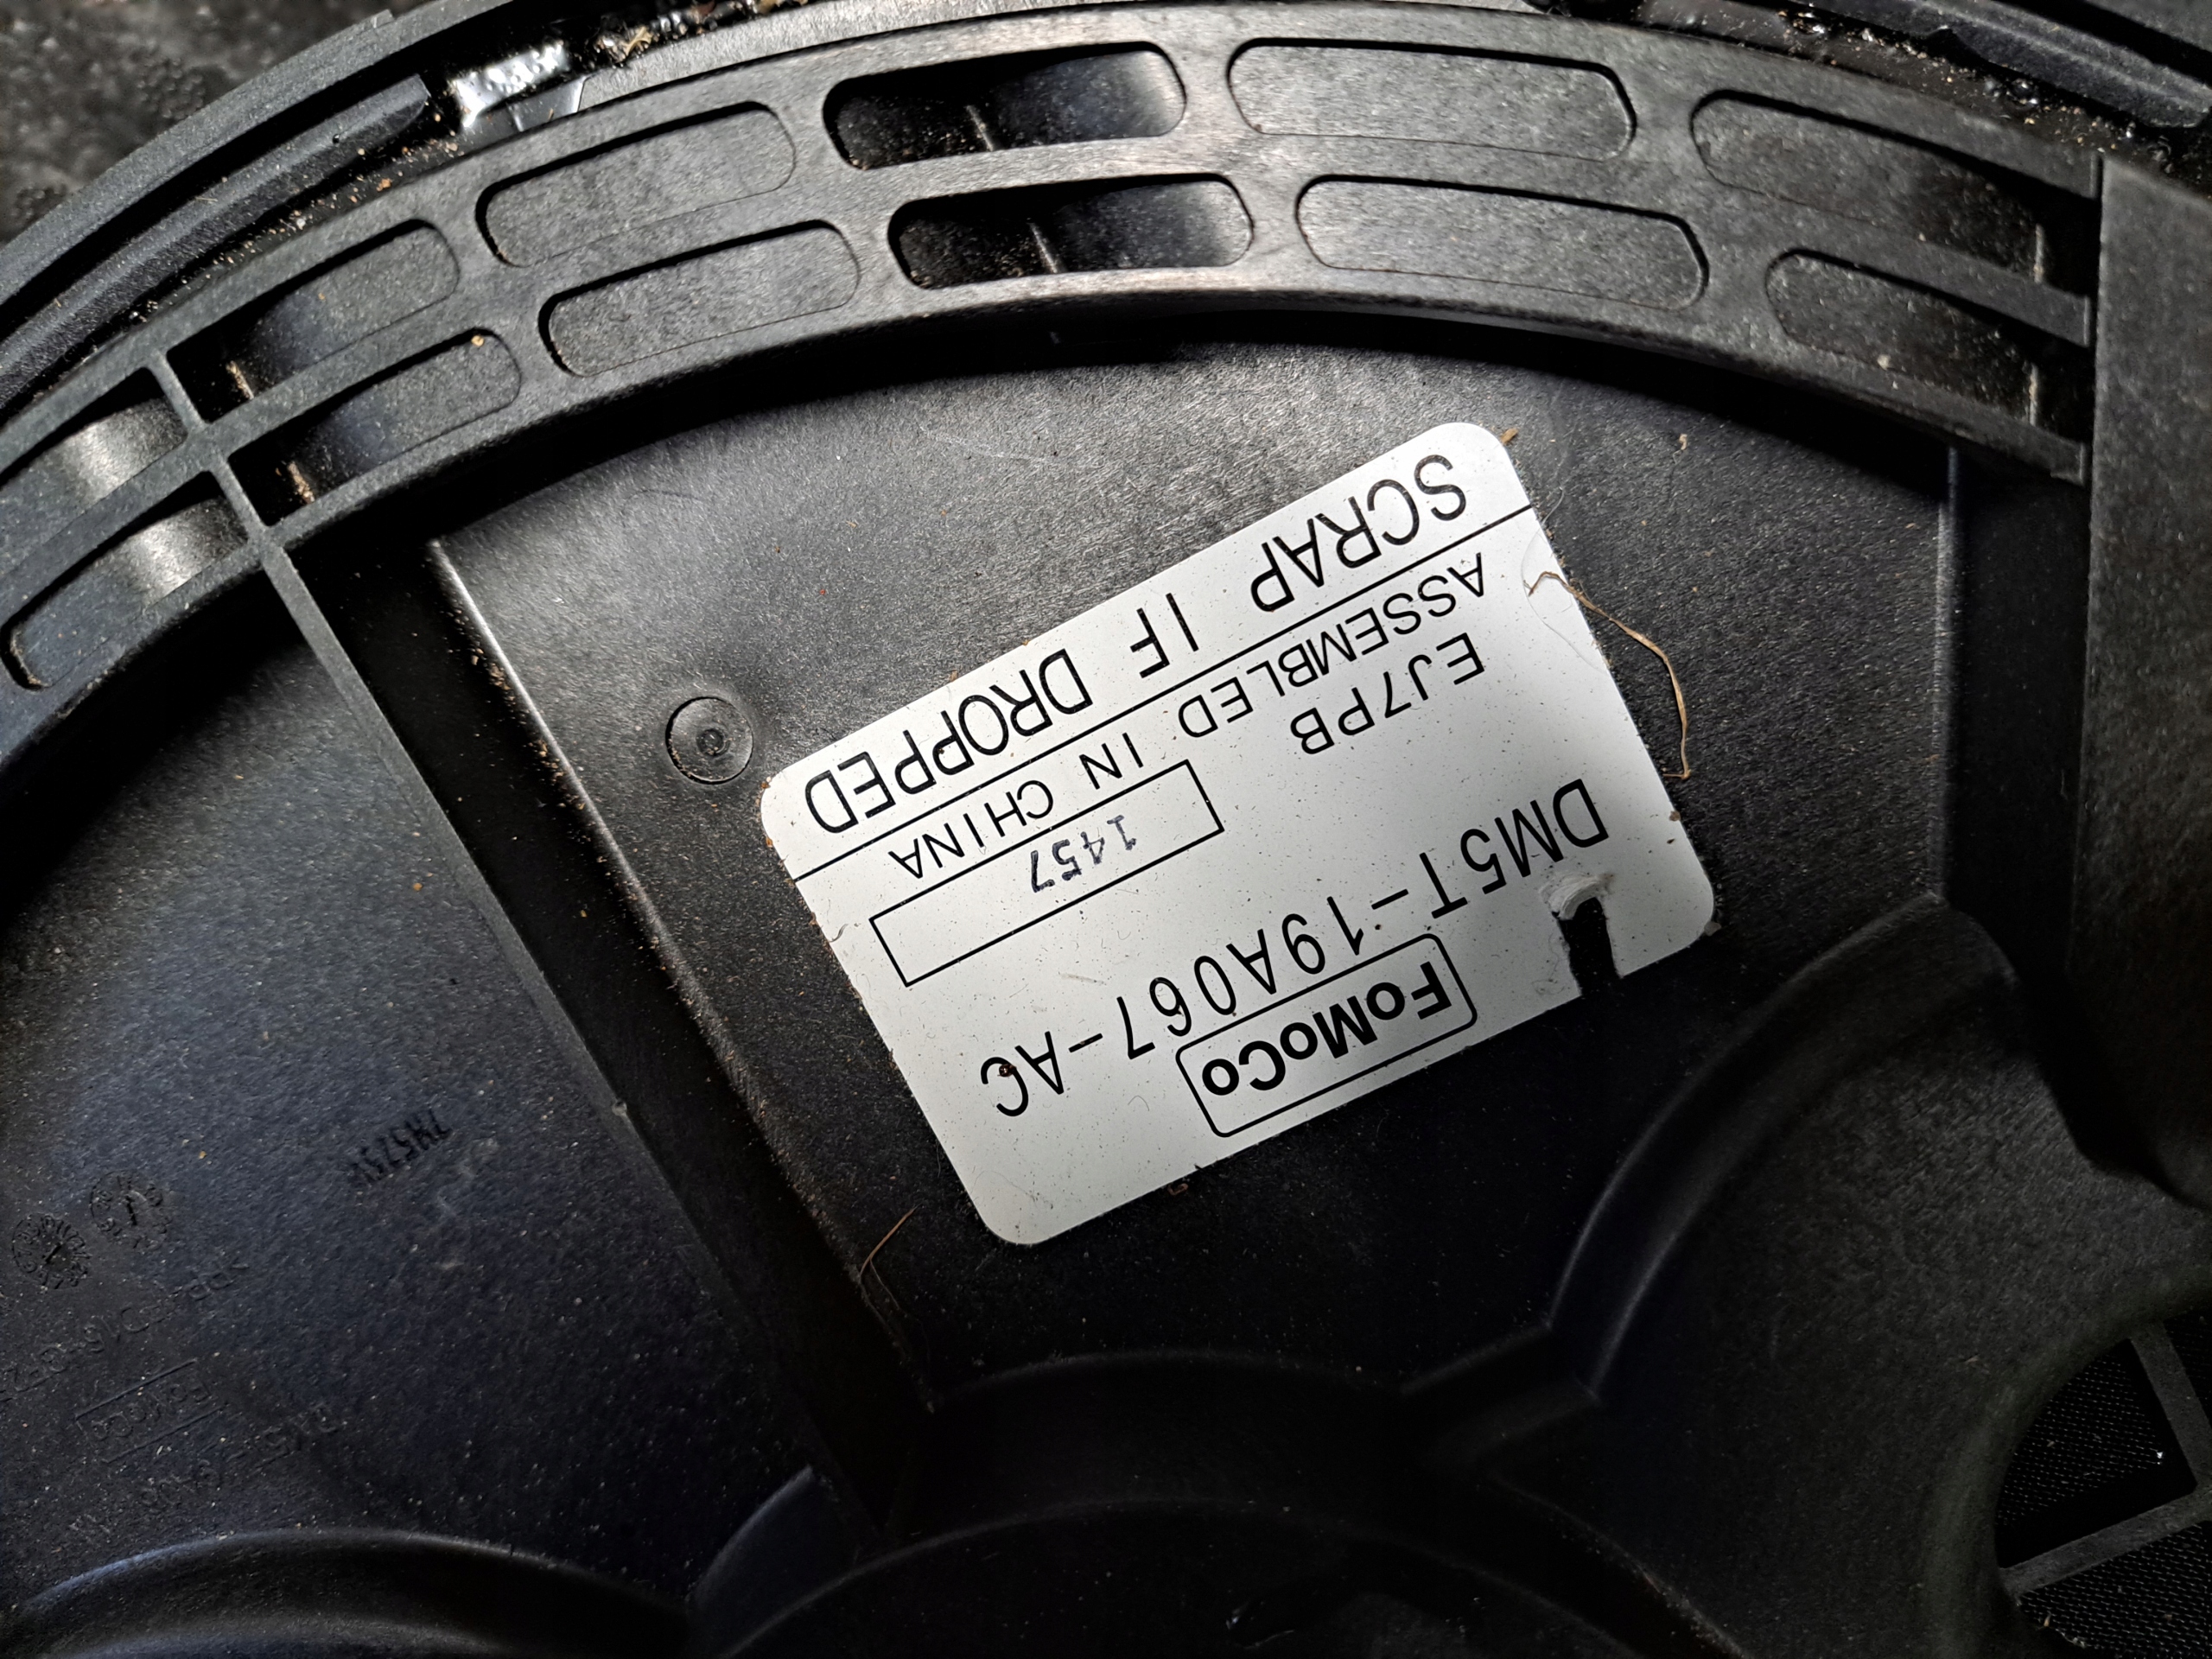 FoMoCo
DM5T-19A067-AC
EJ7PB
1457
ASSEMBLED IN CHINA
SCRAP IF DROPPED